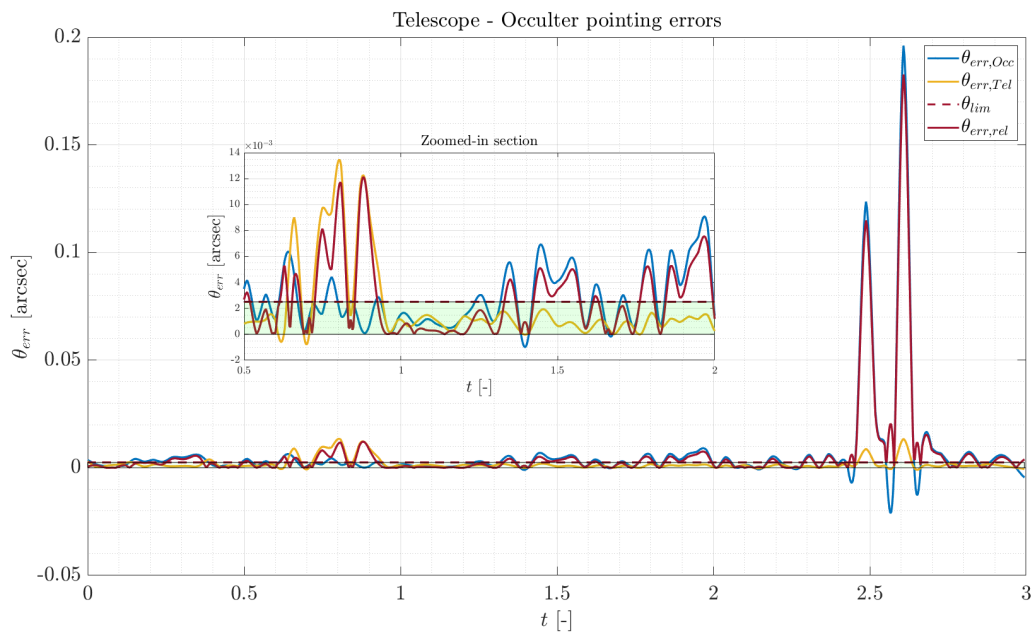 Telescope - Occulter pointing errors
0.2
0.15
0.1
0.05
0
-0.05
θ_err [arcsec]
0
0.5
1
1.5
2
2.5
3
t [-]
θ_err,Occ
θ_err,Tel
θ_lim
θ_err,rel
Zoomed-in section
×10⁻³
14
12
10
8
6
4
2
0
-2
θ_err [arcsec]
0.5
1
1.5
2
t [-]